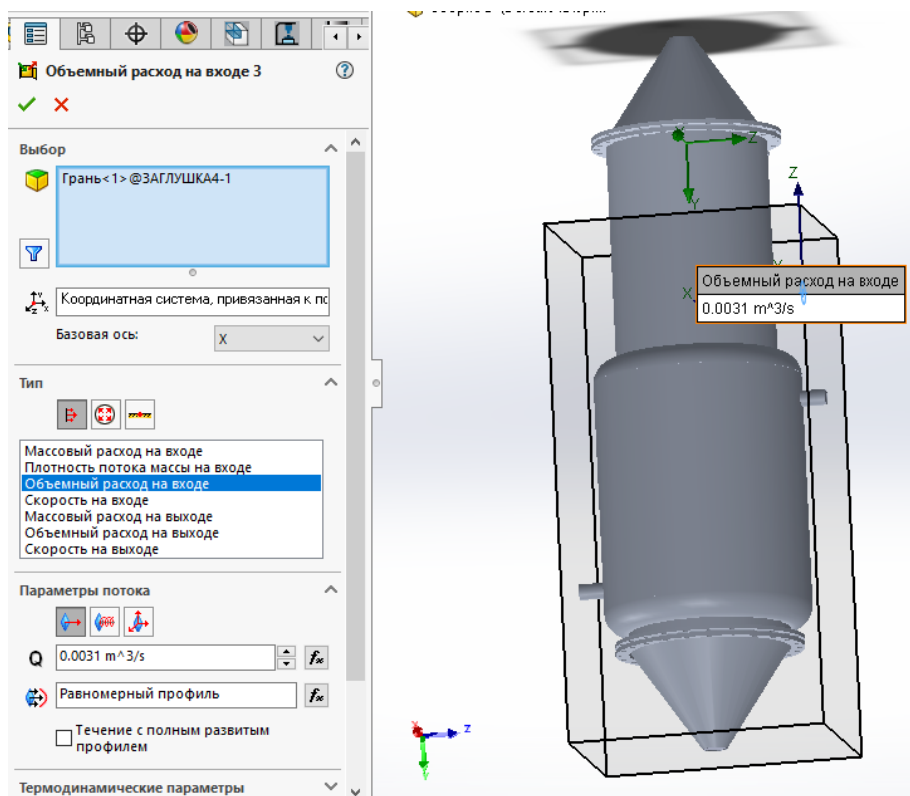 Объемный расход на входе 3
Выбор
Грань<1>@ЗАГЛУШКА4-1
Координатная система, привязанная к по
Базовая ось:
X
Тип
Массовый расход на входе
Плотность потока массы на входе
Объемный расход на входе
Скорость на входе
Массовый расход на выходе
Объемный расход на выходе
Скорость на выходе
Параметры потока
Q
0.0031 m^3/s
Равномерный профиль
Течение с полным развитым
профилем
Термодинамические параметры
Z
Y
Z
X
Объемный расход на входе
0.0031 m^3/s
Z